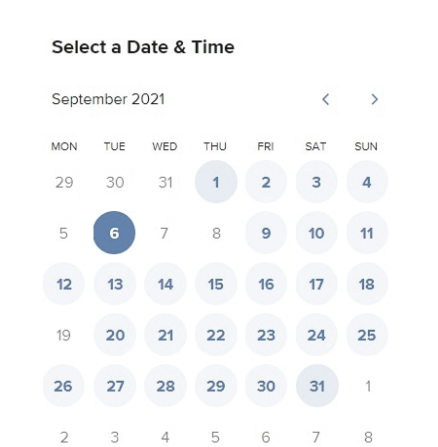 Select a Date & Time
September 2021
MON TUE WED THU FRI SAT SUN
29 30 31 1 2 3 4
5 6 7 8 9 10 11
12 13 14 15 16 17 18
19 20 21 22 23 24 25
26 27 28 29 30 31 1
2 3 4 5 6 7 8